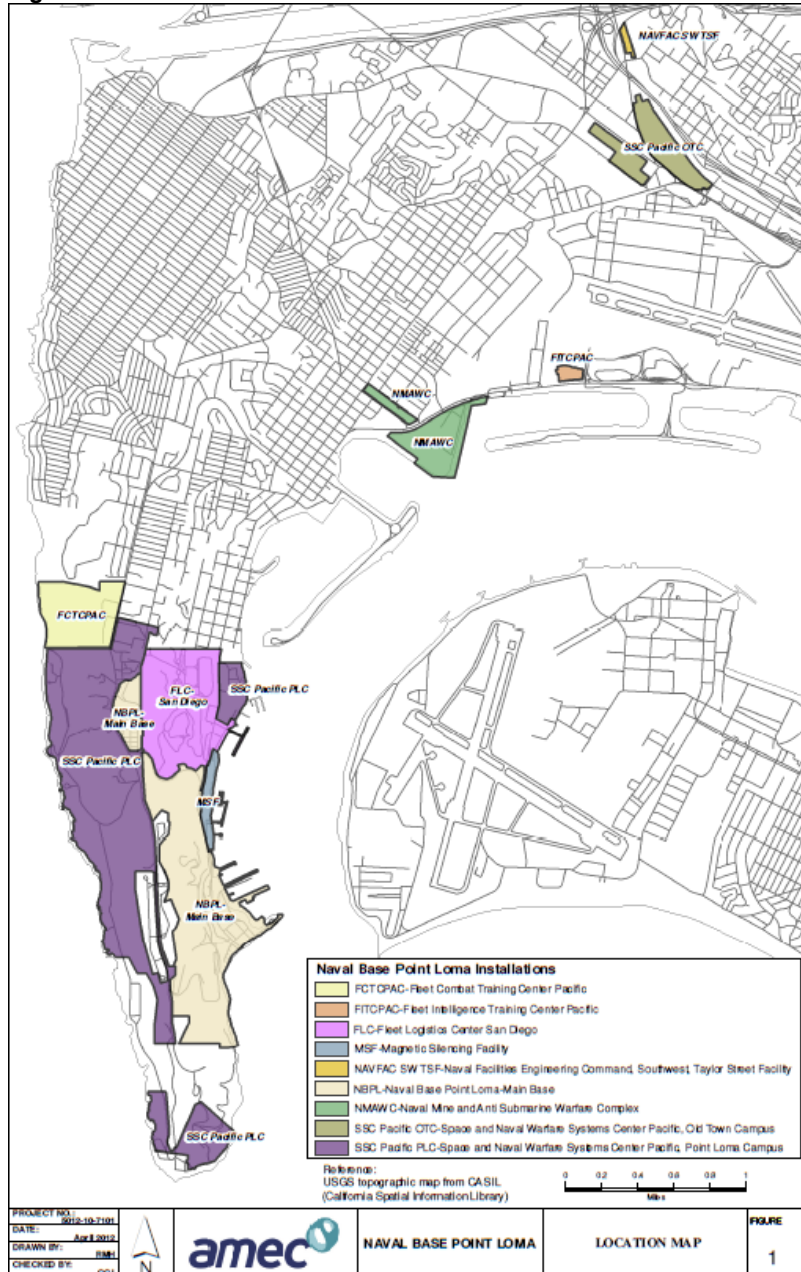 NAVFAC SW TSF
SSC Pacific OTC
FITCPAC
NMAWC
NMAWC
FCTCPAC
FLC-
San Diego
SSC Pacific PLC
NBPL-
Main Base
SSC Pacific PLC
MSF
NBPL-
Main Base
SSC Pacific PLC
Naval Base Point Loma Installations
FCTCPAC-Fleet Combat Training Center Pacific
FITCPAC-Fleet Intelligence Training Center Pacific
FLC-Fleet Logistics Center San Diego
MSF-Magnetic Silencing Facility
NAVFAC SW TSF-Naval Facilities Engineering Command, Southwest, Taylor Street Facility
NBPL-Naval Base Point Loma-Main Base
NMAWC-Naval Mine and Anti Submarine Warfare Complex
SSC Pacific OTC-Space and Naval Warfare Systems Center Pacific, Old Town Campus
SSC Pacific PLC-Space and Naval Warfare Systems Center Pacific, Point Loma Campus
Reference:
USGS topographic map from CASIL
(California Spatial Information Library)
0 0.2 0.4 0.6 0.8 1
Miles
PROJECT NO.:
5012-10-7101
DATE:
April 2012
DRAWN BY:
RMH
CHECKED BY:
N
amec
NAVAL BASE POINT LOMA
LOCATION MAP
FIGURE
1